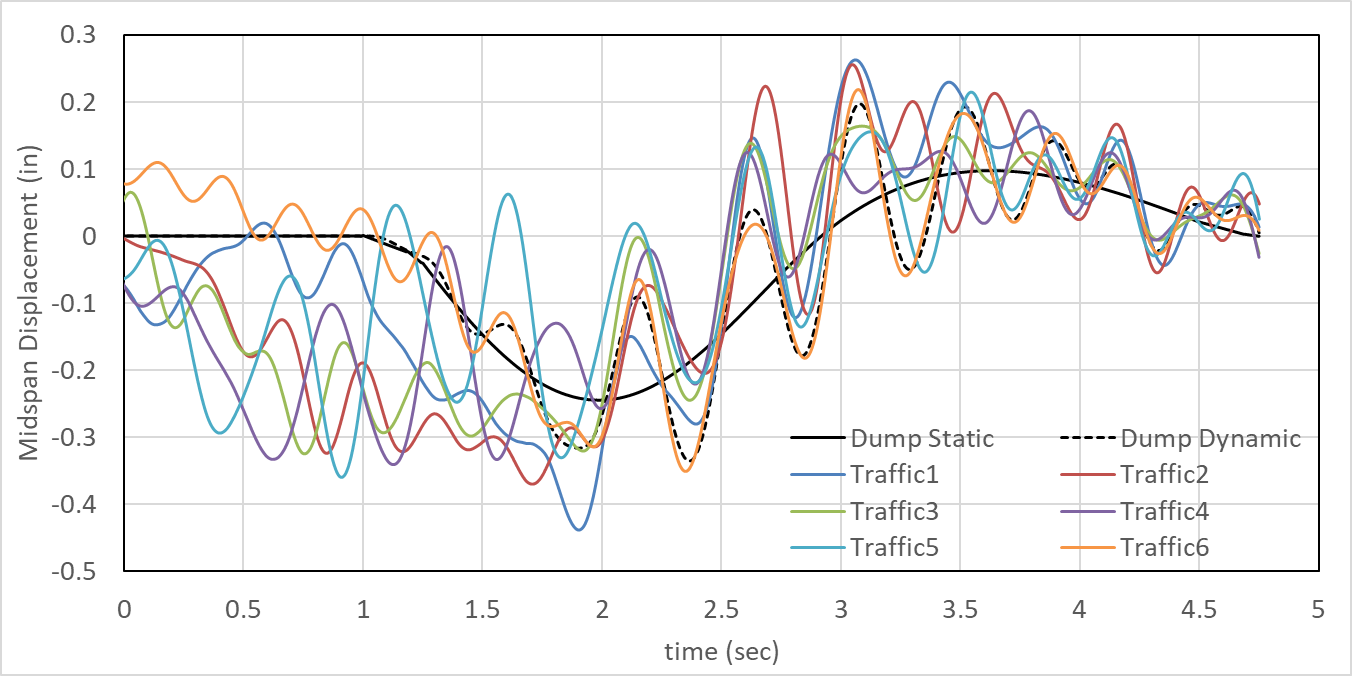 0.3
0.2
0.1
0
-0.1
-0.2
-0.3
-0.4
-0.5
Midspan Displacement (in)
Dump Static Dump Dynamic
Traffic1 Traffic2
Traffic3 Traffic4
Traffic5 Traffic6
0 0.5 1 1.5 2 2.5 3 3.5 4 4.5 5
time (sec)